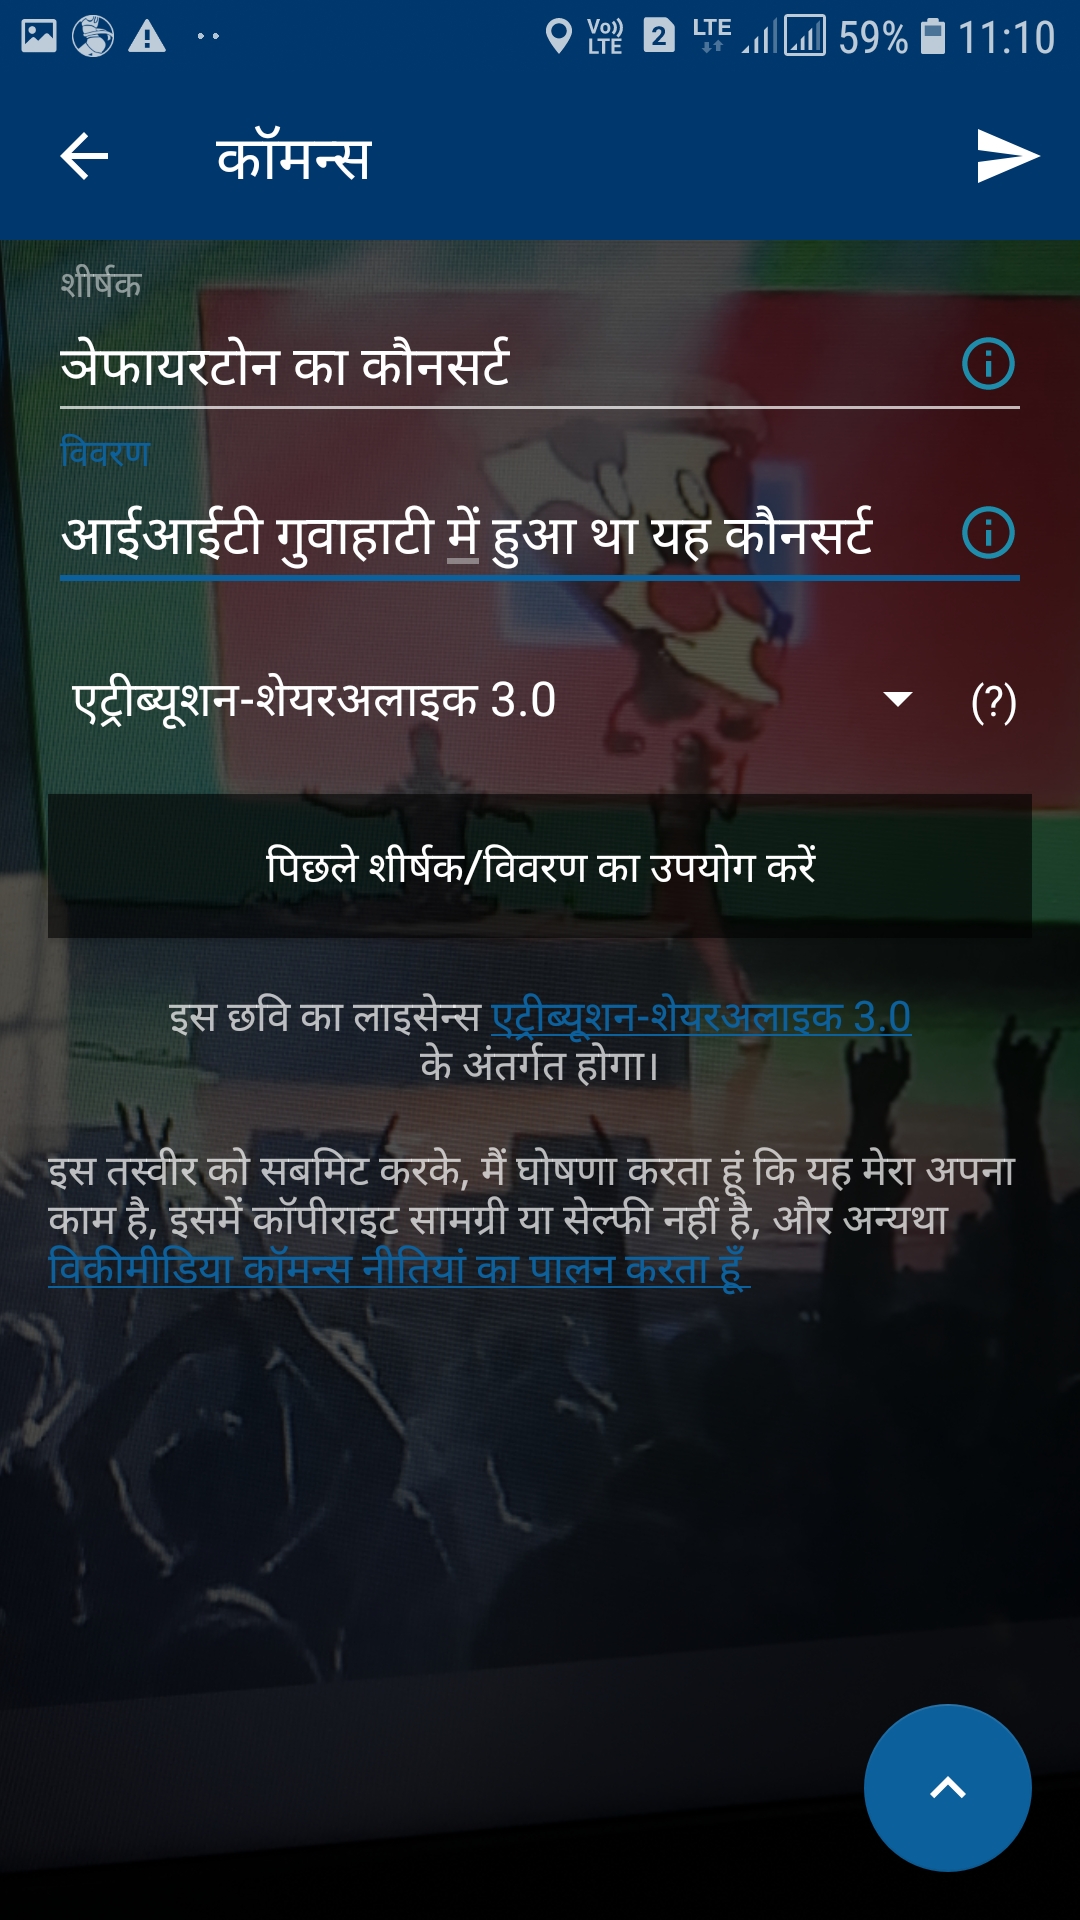 Vo)) LTE 2 LTE 59% 11:10
कॉमन्स
शीर्षक
ञेफायरटोन का कौनसर्ट
विवरण
आईआईटी गुवाहाटी में हुआ था यह कौनसर्ट
एट्रीब्यूशन-शेयरअलाइक 3.0 (?)
पिछले शीर्षक/विवरण का उपयोग करें
इस छवि का लाइसेन्स एट्रीब्यूशन-शेयरअलाइक 3.0
के अंतर्गत होगा।
इस तस्वीर को सबमिट करके, मैं घोषणा करता हूं कि यह मेरा अपना
काम है, इसमें कॉपीराइट सामग्री या सेल्फी नहीं है, और अन्यथा
विकीमीडिया कॉमन्स नीतियां का पालन करता हूँ